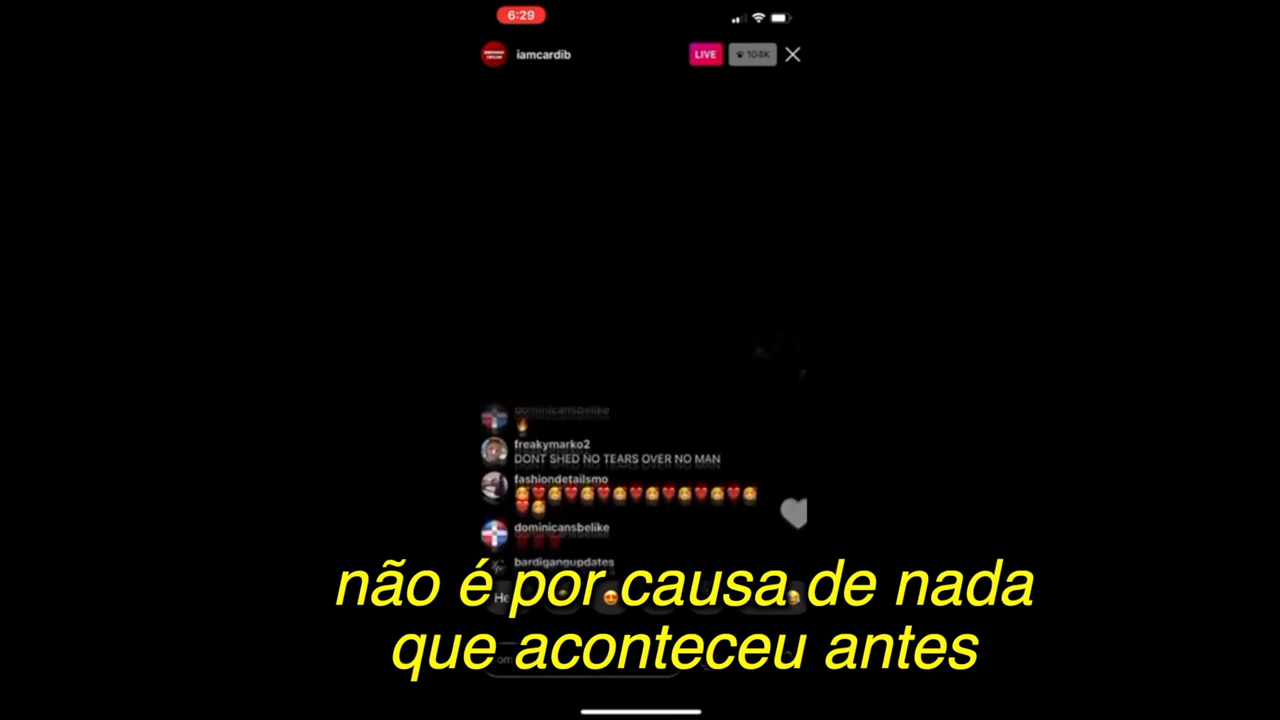 6:29
iamcardib
LIVE
108K
dominicansbelike
freakymarko2
DONT SHED NO TEARS OVER NO MAN
fashiondetailsmo
dominicansbelike
bardigangupdates
não é por causa de nada
que aconteceu antes